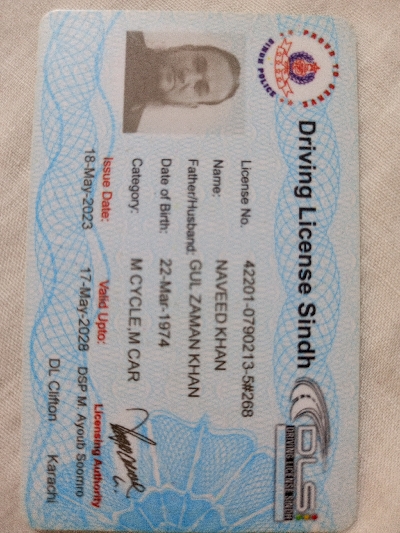 PROUD TO SERVE
SINDH POLICE
Driving License Sindh
DLS
DRIVING LICENSE SINDH
License No. 42201-0790213-5#268
Name: NAVEED KHAN
Father/Husband: GUL ZAMAN KHAN
Date of Birth: 22-Mar-1974
Category: M CYCLE,M CAR
Issue Date: Valid Upto: Licensing Authority
18-May-2023 17-May-2028 DSP M. Ayoub Soomro
DL Clifton Karachi